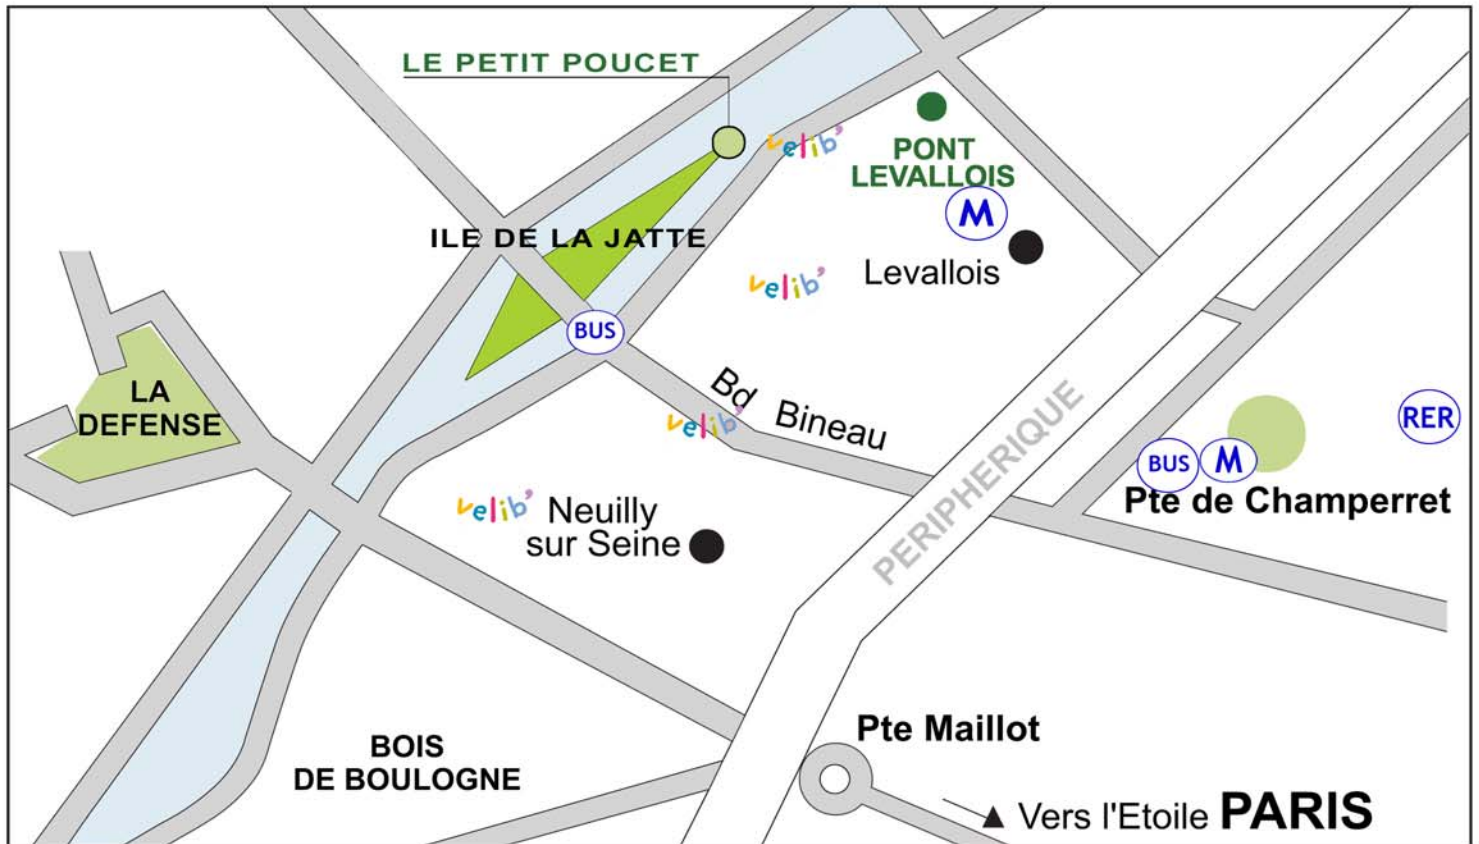 LE PETIT POUCET
velib'
PONT
LEVALLOIS
M
ILE DE LA JATTE
Levallois
velib'
BUS
LA
DEFENSE
Bd Bineau
velib'
PERIPHERIQUE
RER
BUS
M
Pte de Champerret
velib'
Neuilly
sur Seine
Pte Maillot
BOIS
DE BOULOGNE
Vers l'Etoile PARIS